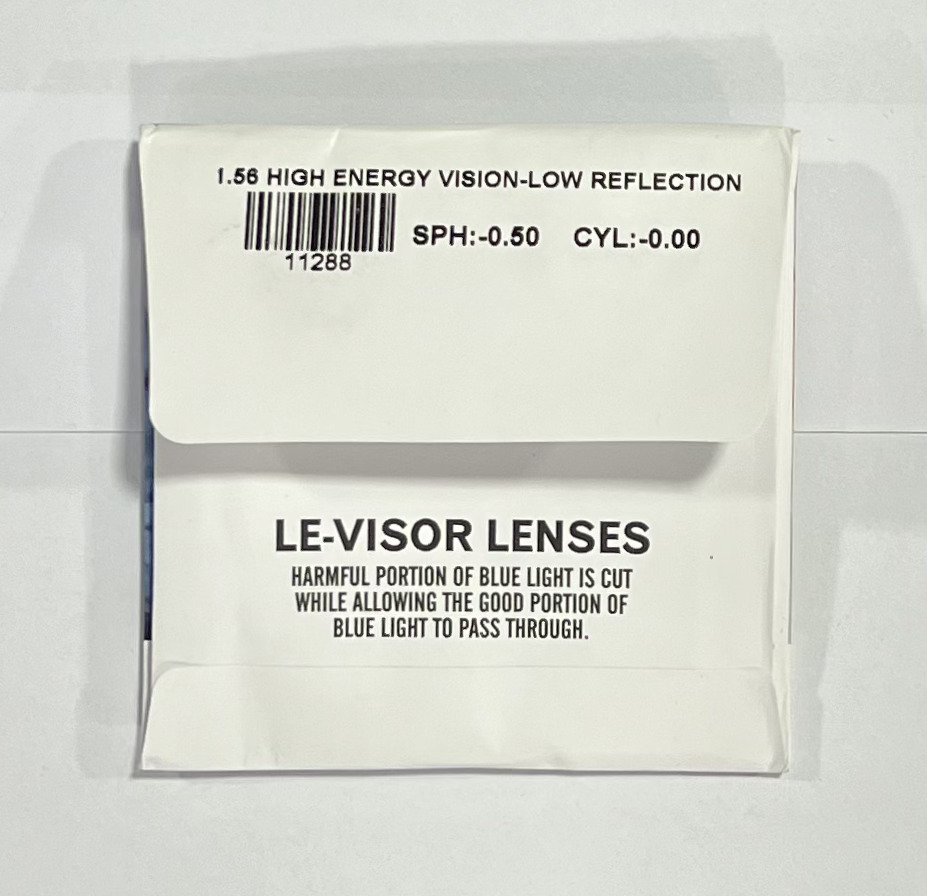 1.56 HIGH ENERGY VISION-LOW REFLECTION
SPH:-0.50 CYL:-0.00
11288
LE-VISOR LENSES
HARMFUL PORTION OF BLUE LIGHT IS CUT
WHILE ALLOWING THE GOOD PORTION OF
BLUE LIGHT TO PASS THROUGH.